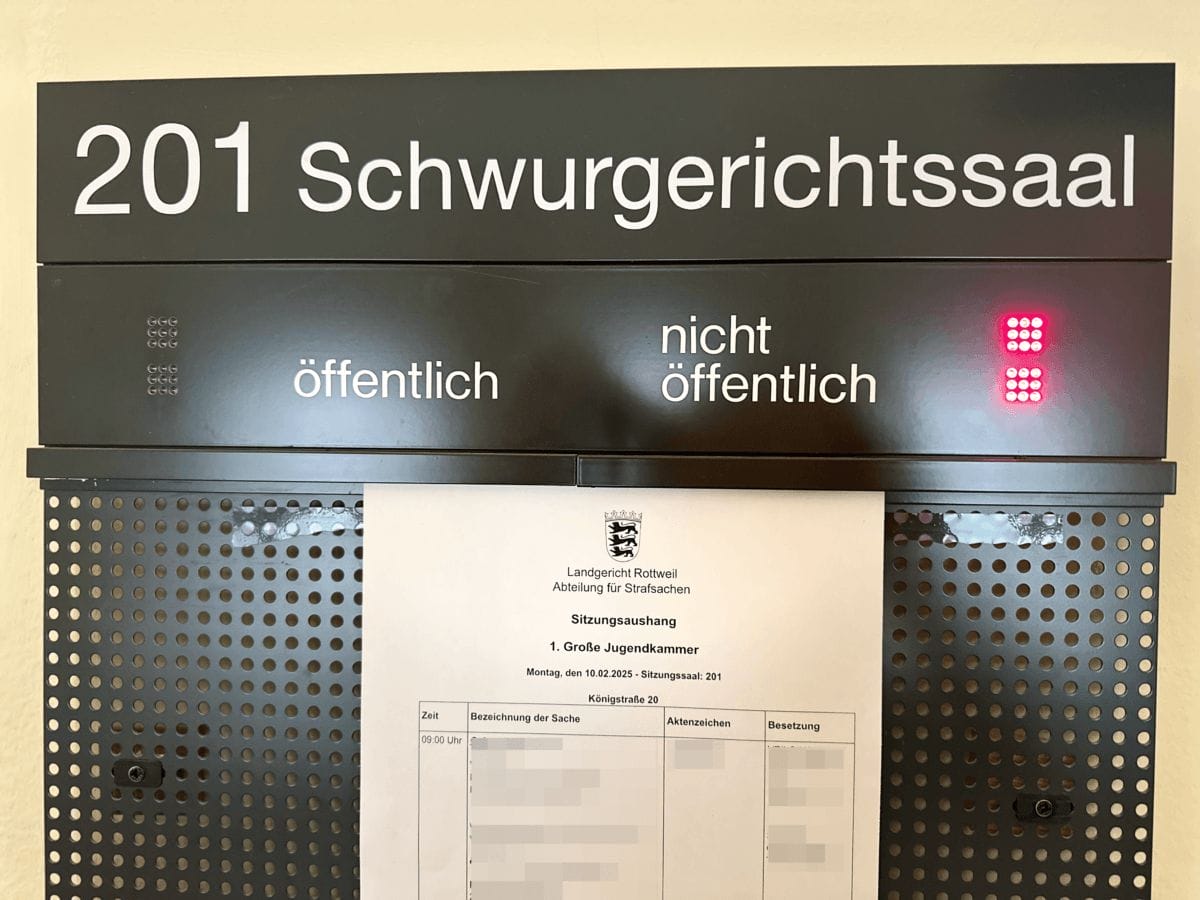 201 Schwurgerichtssaal
öffentlich
nicht
öffentlich
Landgericht Rottweil
Abteilung für Strafsachen
Sitzungsaushang
1. Große Jugendkammer
Montag, den 10.02.2025 - Sitzungssaal: 201
Königstraße 20
Zeit Bezeichnung der Sache Aktenzeichen Besetzung
09:00 Uhr